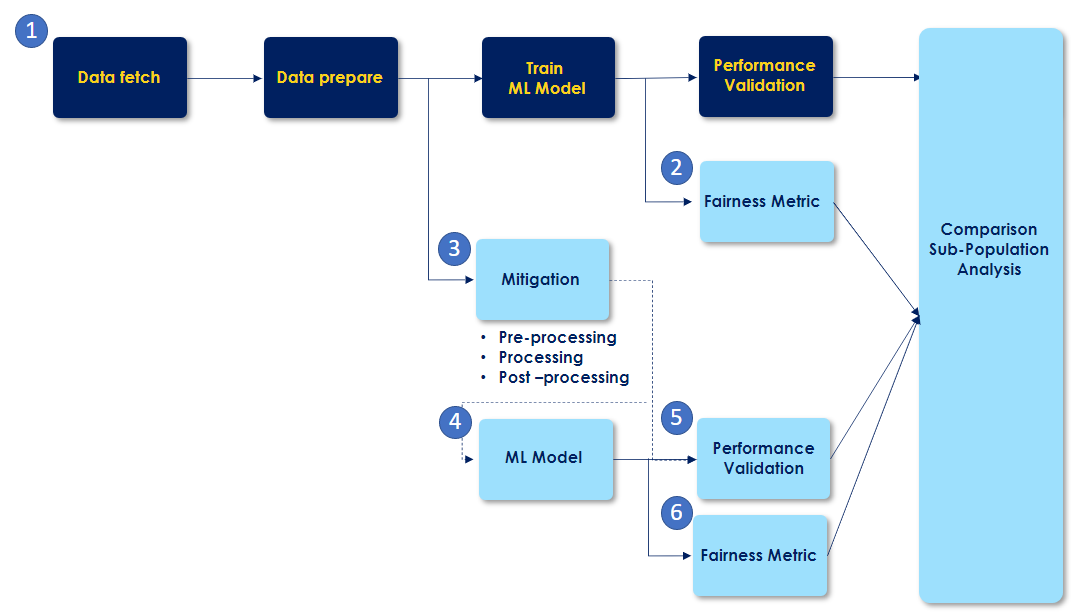 1
Data fetch
Data prepare
Train
ML Model
Performance
Validation
2
Fairness Metric
Comparison
Sub-Population
Analysis
3
Mitigation
• Pre-processing
• Processing
• Post –processing
4
ML Model
5
Performance
Validation
6
Fairness Metric